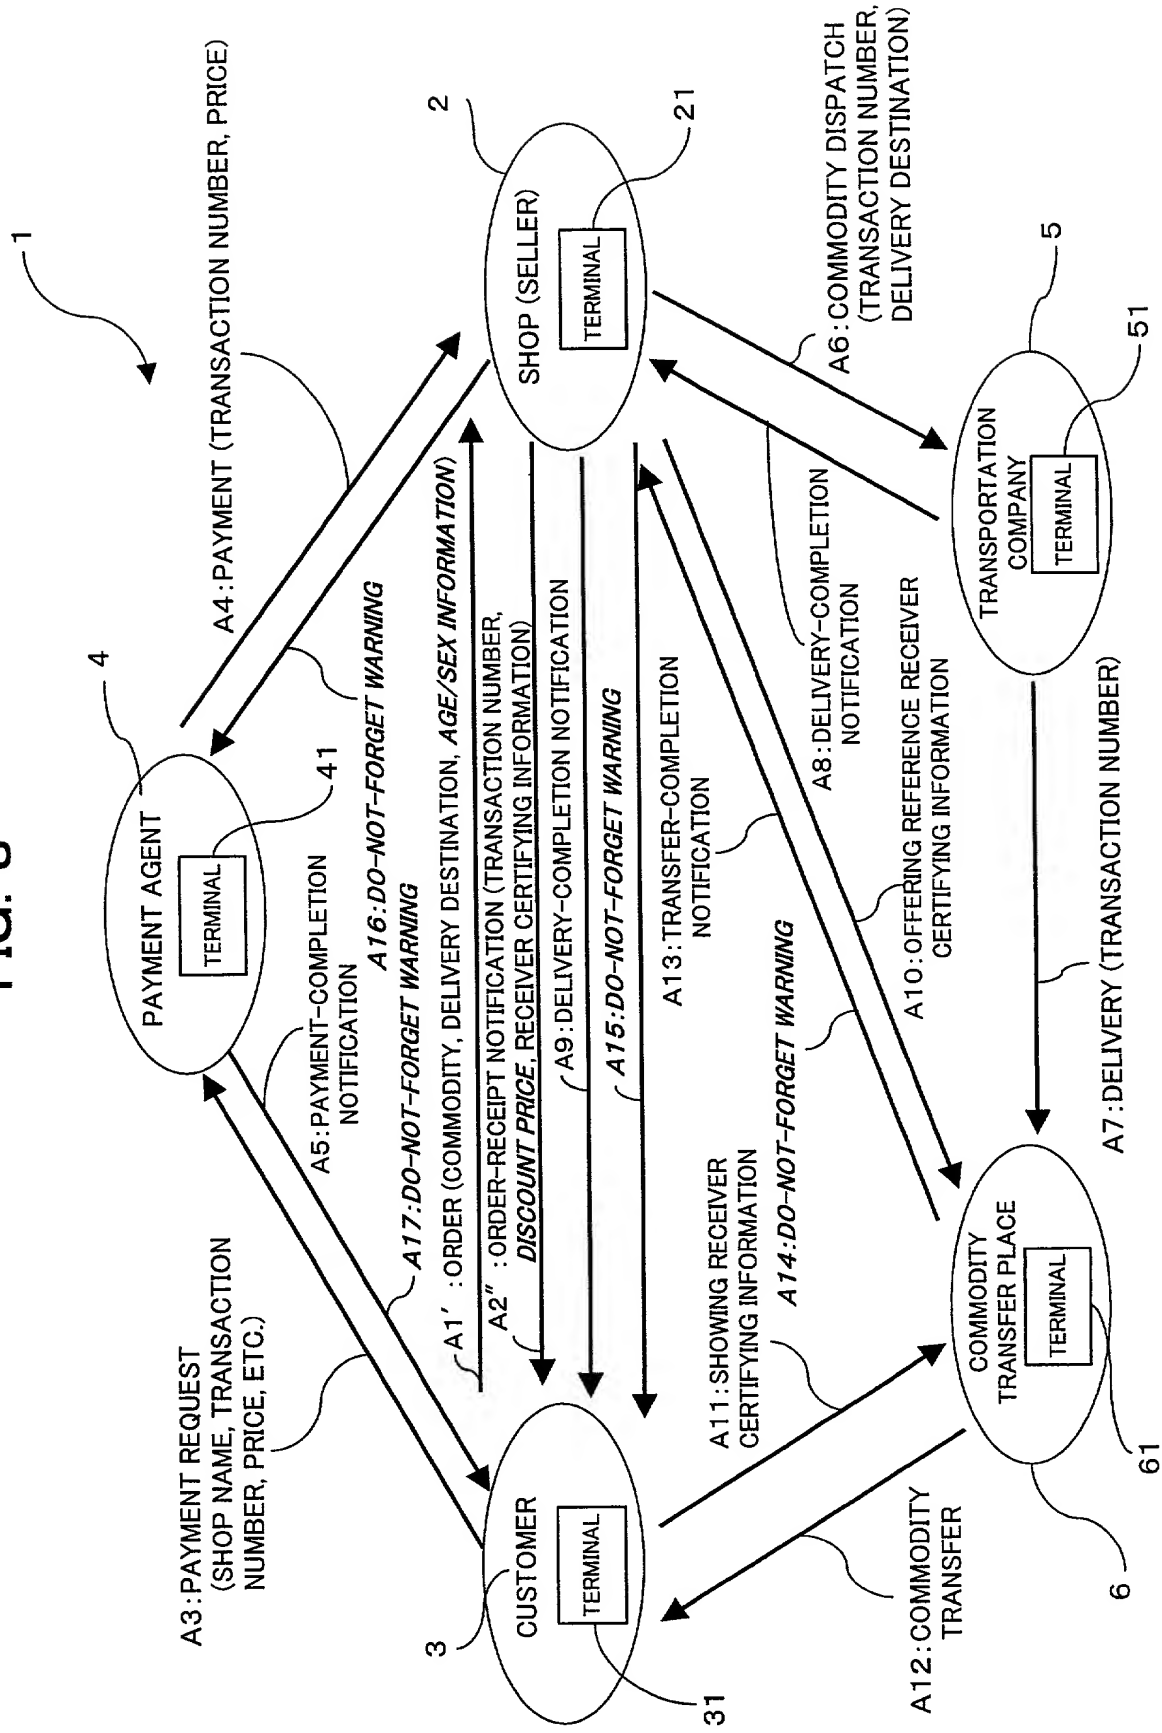 1
A3:PAYMENT REQUEST
(SHOP NAME, TRANSACTION
NUMBER, PRICE, ETC.)
4
PAYMENT AGENT
TERMINAL
41
A4:PAYMENT (TRANSACTION NUMBER, PRICE)
A5:PAYMENT-COMPLETION
NOTIFICATION
A16:DO-NOT-FORGET WARNING
A17:DO-NOT-FORGET WARNING
A1′ :ORDER (COMMODITY, DELIVERY DESTINATION, AGE/SEX INFORMATION)
A2″ :ORDER-RECEIPT NOTIFICATION (TRANSACTION NUMBER,
DISCOUNT PRICE, RECEIVER CERTIFYING INFORMATION)
A9:DELIVERY-COMPLETION NOTIFICATION
A15:DO-NOT-FORGET WARNING
3
CUSTOMER
TERMINAL
31
2
SHOP (SELLER)
TERMINAL
21
A13:TRANSFER-COMPLETION
NOTIFICATION
A11:SHOWING RECEIVER
CERTIFYING INFORMATION
A14:DO-NOT-FORGET WARNING
A8:DELIVERY-COMPLETION
NOTIFICATION
A6:COMMODITY DISPATCH
(TRANSACTION NUMBER,
DELIVERY DESTINATION)
A10:OFFERING REFERENCE RECEIVER
CERTIFYING INFORMATION
A12:COMMODITY
TRANSFER
6
COMMODITY
TRANSFER PLACE
TERMINAL
61
A7:DELIVERY (TRANSACTION NUMBER)
5
TRANSPORTATION
COMPANY
TERMINAL
51